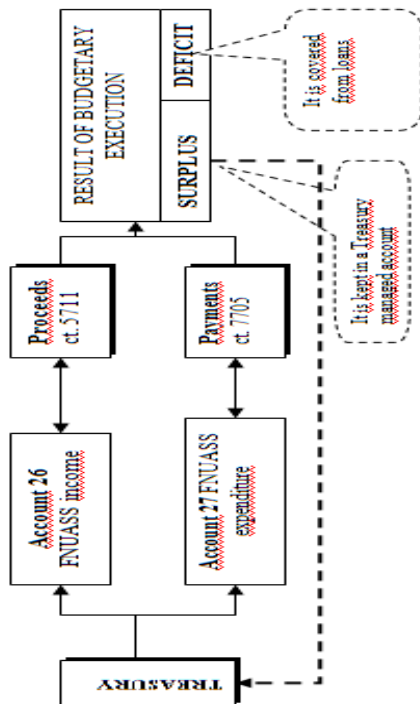 TREASURY
Account 26
FNUASS income
Account 27 FNUASS
expenditure
Proceeds
ct. 5711
Payments
ct. 7705
RESULT OF BUDGETARY
EXECUTION
SURPLUS
DEFICIT
It is covered
from loans
It is kept in a Treasury
managed account